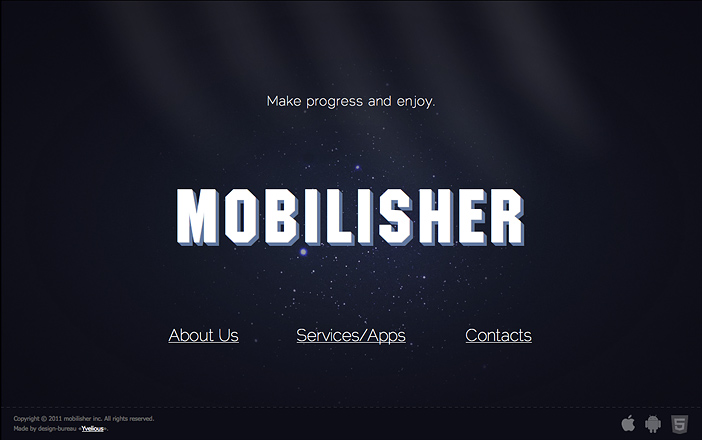 Make progress and enjoy.
MOBILISHER
About Us Services/Apps Contacts
Copyright © 2011 mobilisher inc. All rights reserved.
Made by design-bureau «Yvelious».
5